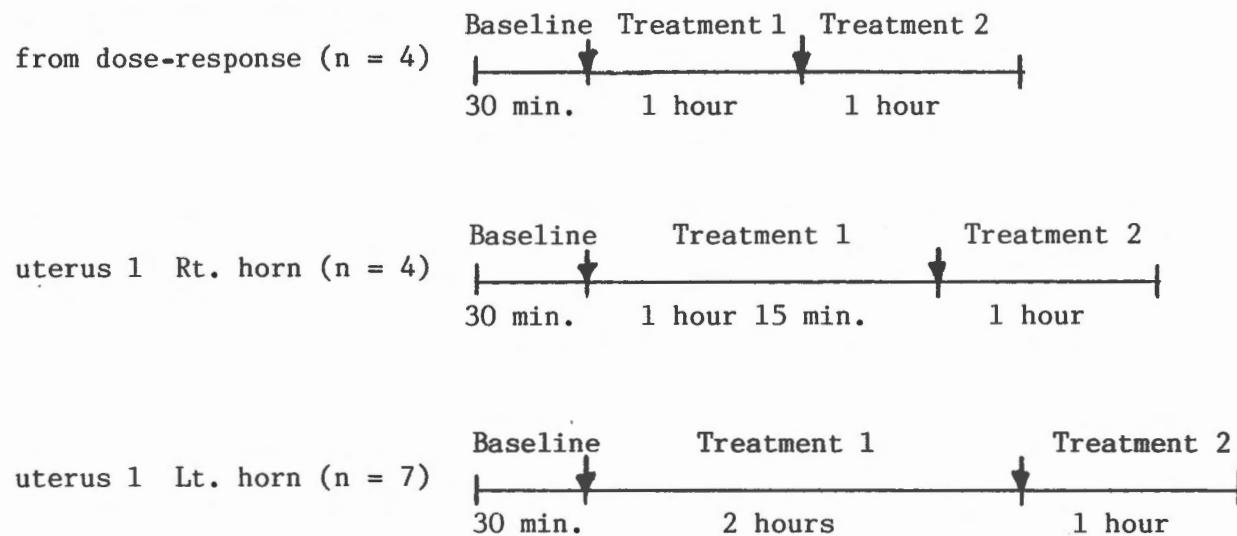 Baseline Treatment 1 Treatment 2
from dose-response (n = 4)
30 min. 1 hour 1 hour
Baseline Treatment 1 Treatment 2
uterus 1 Rt. horn (n = 4)
30 min. 1 hour 15 min. 1 hour
Baseline Treatment 1 Treatment 2
uterus 1 Lt. horn (n = 7)
30 min. 2 hours 1 hour